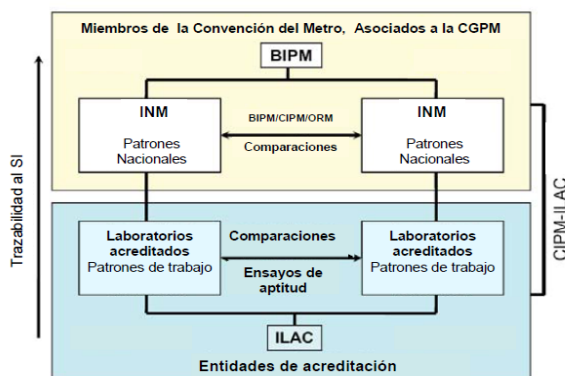 Miembros de la Convención del Metro, Asociados a la CGPM
BIPM
INM
Patrones
Nacionales
BIPM/CIPM/ORM
Comparaciones
INM
Patrones
Nacionales
Trazabilidad al SI
CIPM-ILAC
Laboratorios
acreditados
Patrones de trabajo
Comparaciones
Ensayos de
aptitud
Laboratorios
acreditados
Patrones de trabajo
ILAC
Entidades de acreditación